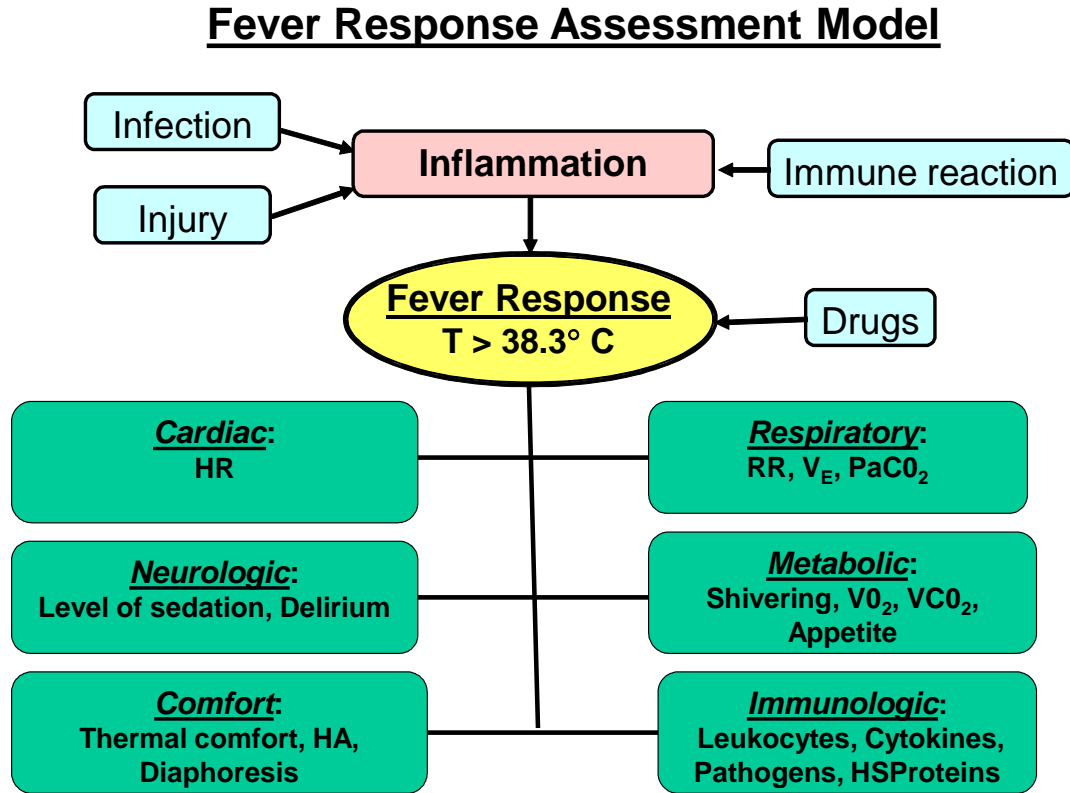 Fever Response Assessment Model
Infection
Inflammation
Immune reaction
Injury
Fever Response
T > 38.3° C
Drugs
Cardiac:
HR
Respiratory:
RR, VE, PaC0₂
Neurologic:
Level of sedation, Delirium
Metabolic:
Shivering, V0₂, VC0₂,
Appetite
Comfort:
Thermal comfort, HA,
Diaphoresis
Immunologic:
Leukocytes, Cytokines,
Pathogens, HSProteins